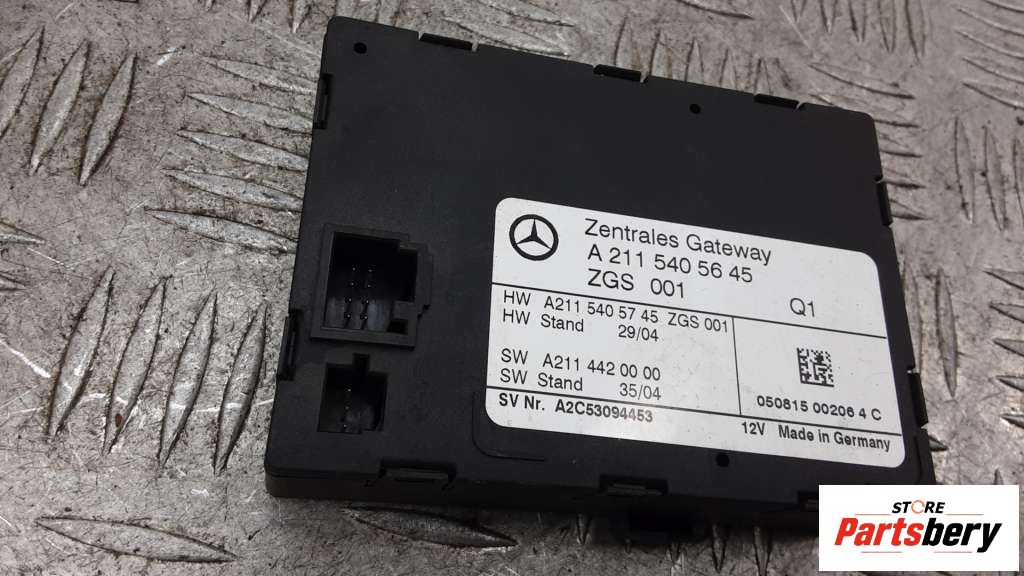 Zentrales Gateway
A 211 540 56 45
ZGS 001
Q1
HW A211 540 57 45 ZGS 001
HW Stand 29/04
SW A211 442 00 00
SW Stand 35/04
050815 00206 4 C
SV Nr. A2C53094453
12V Made in Germany
STORE
Partsbery